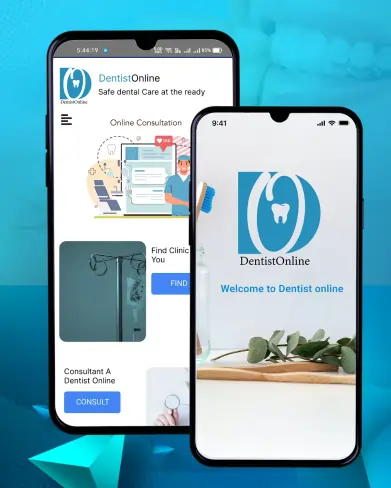 5:44:19
80%
DentistOnline
Safe dental Care at the ready
DentistOnline
Online Consultation
Find Clinic
You
FIND
Consultant A
Dentist Online
CONSULT
9:41
DentistOnline
Welcome to Dentist online